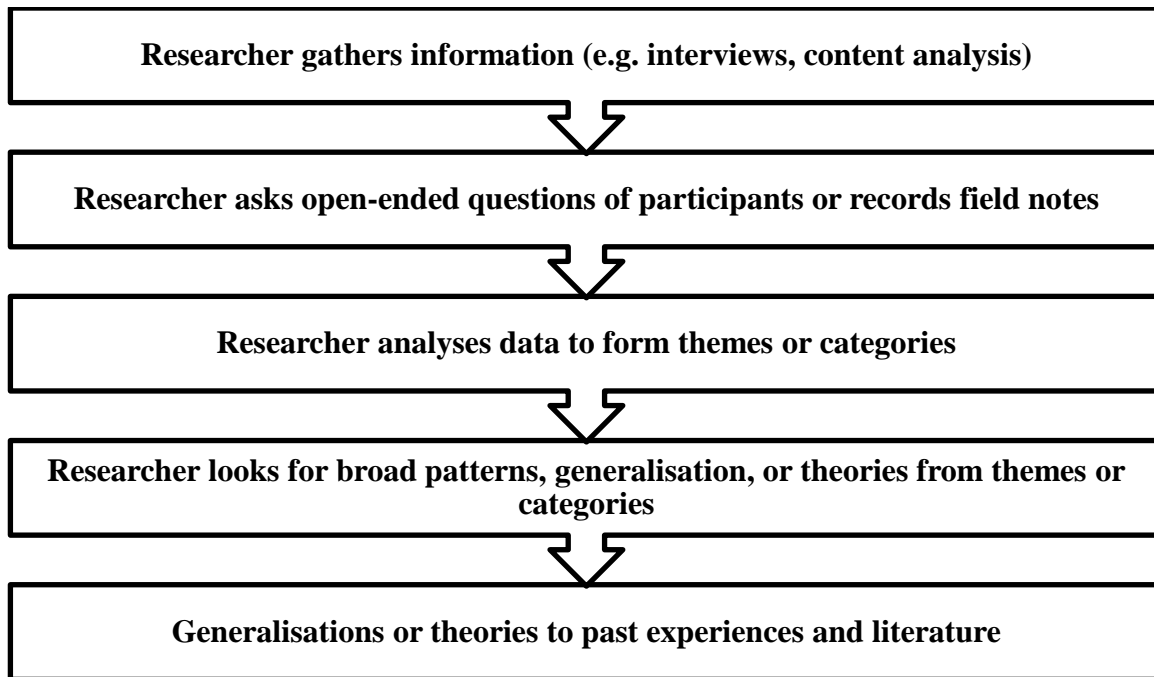 Researcher gathers information (e.g. interviews, content analysis)
Researcher asks open-ended questions of participants or records field notes
Researcher analyses data to form themes or categories
Researcher looks for broad patterns, generalisation, or theories from themes or
categories
Generalisations or theories to past experiences and literature